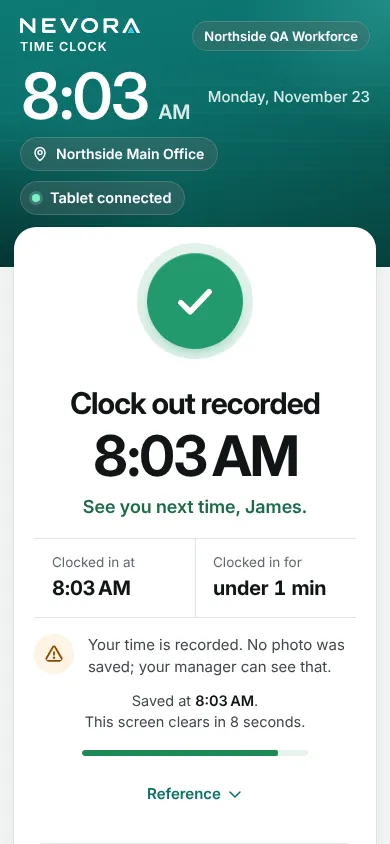 NEVORA
TIME CLOCK
Northside QA Workforce
8:03 AM
Monday, November 23
Northside Main Office
Tablet connected
Clock out recorded
8:03 AM
See you next time, James.
Clocked in at
8:03 AM
Clocked in for
under 1 min
Your time is recorded. No photo was
saved; your manager can see that.
Saved at 8:03 AM.
This screen clears in 8 seconds.
Reference